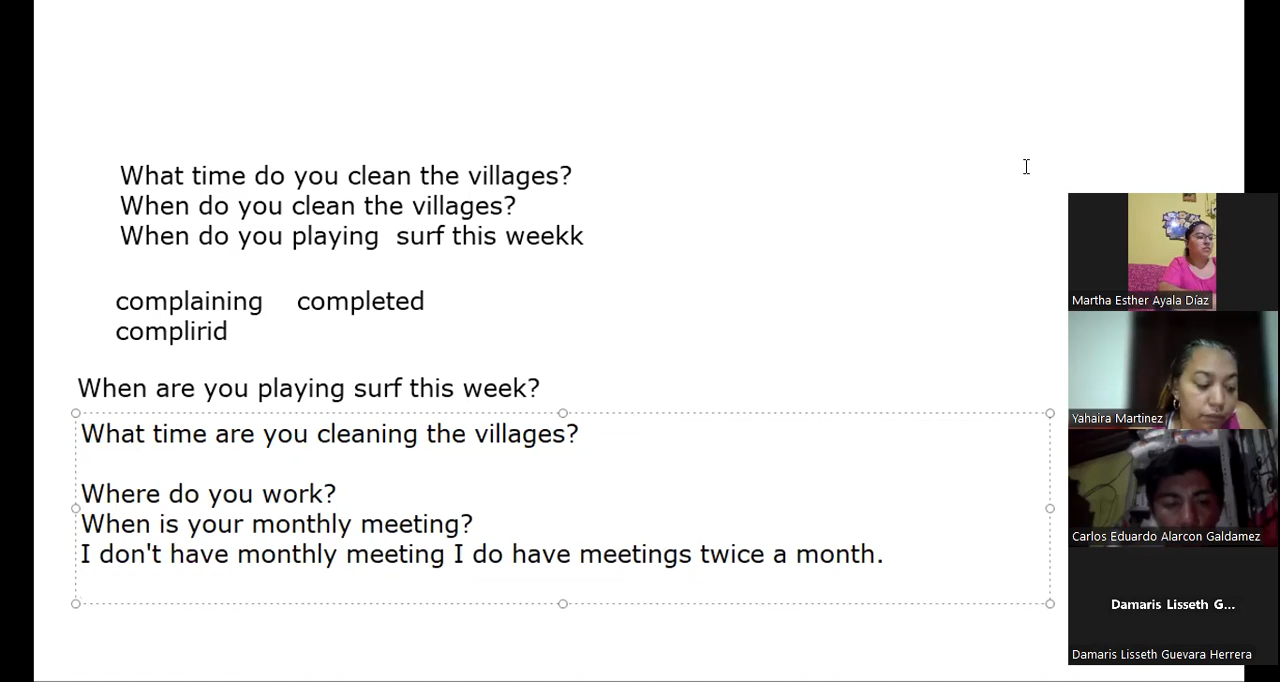 What time do you clean the villages?
When do you clean the villages?
When do you playing surf this weekk
complaining completed
complirid
When are you playing surf this week?
What time are you cleaning the villages?
Where do you work?
When is your monthly meeting?
I don't have monthly meeting I do have meetings twice a month.
Martha Esther Ayala Díaz
Yahaira Martinez
Carlos Eduardo Alarcon Galdamez
Damaris Lisseth G...
Damaris Lisseth Guevara Herrera